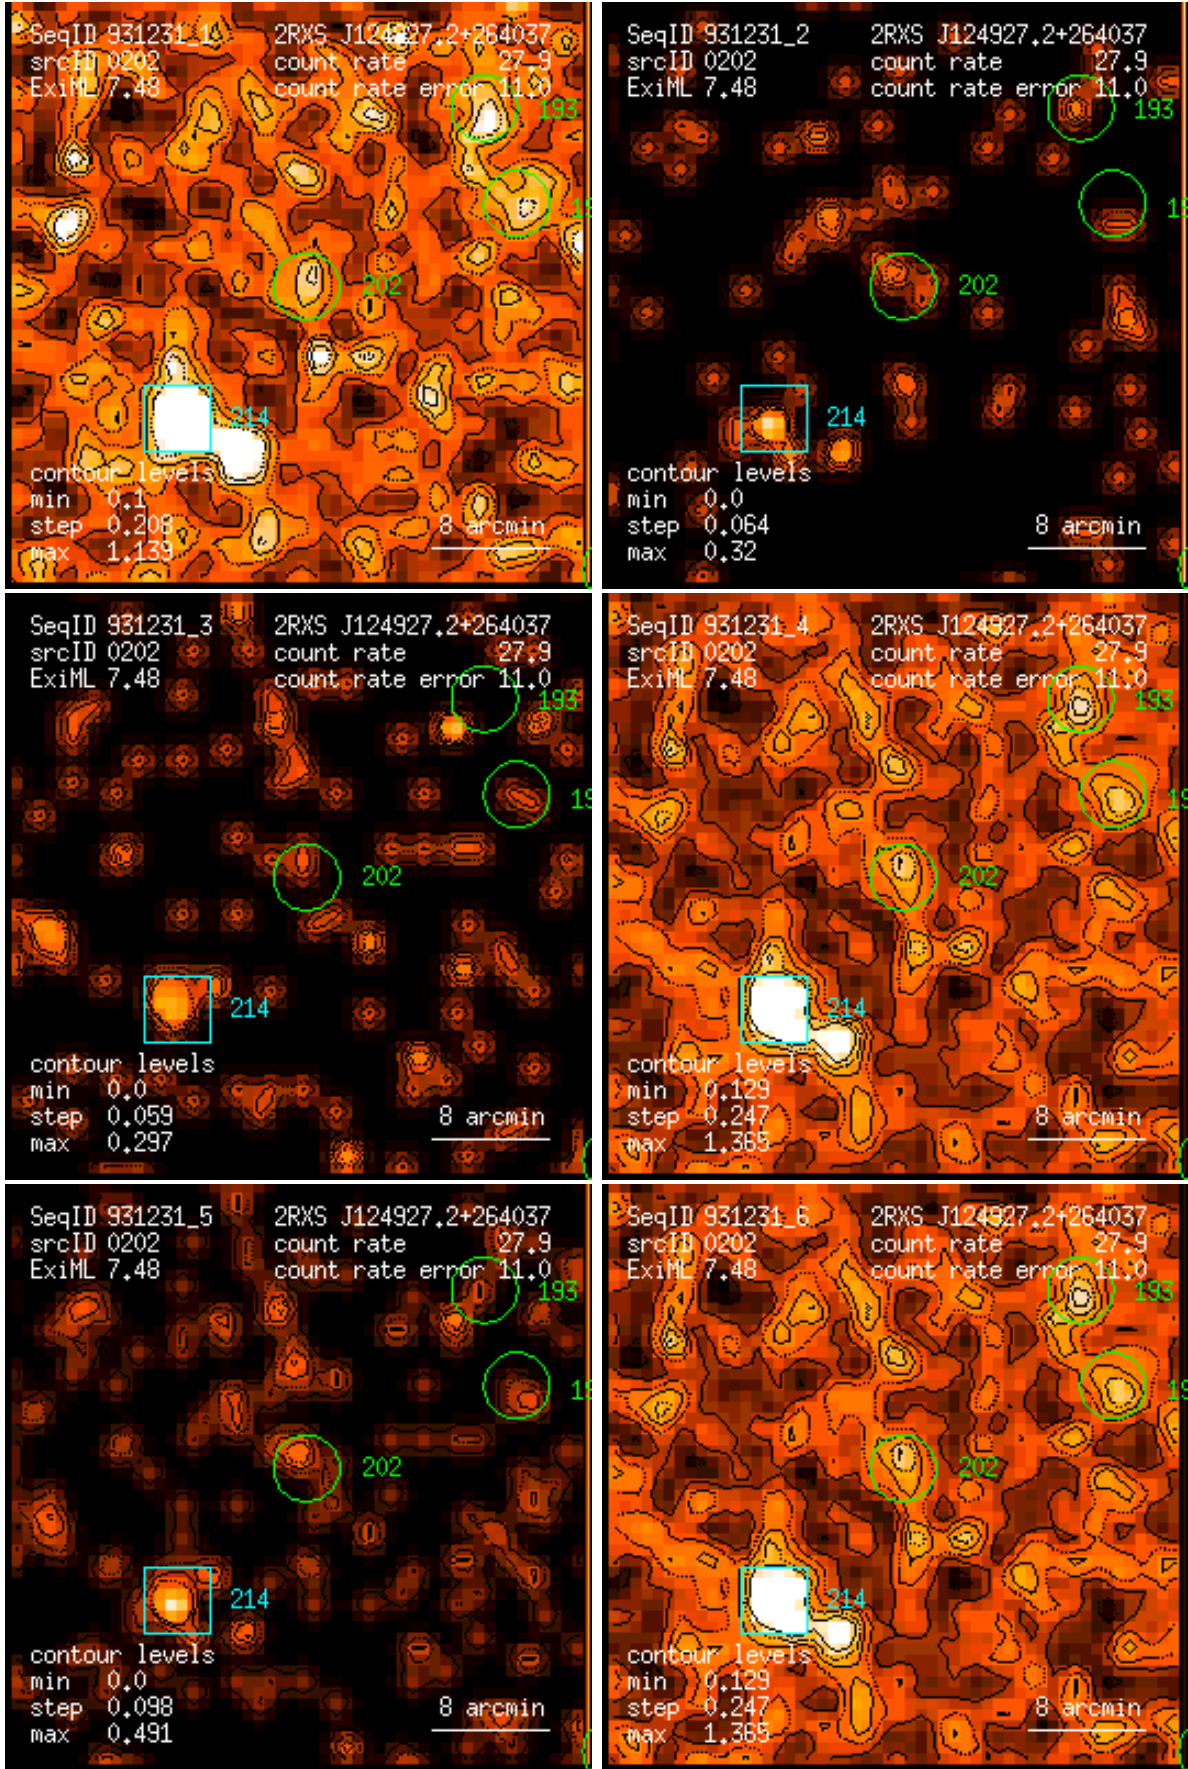 SeqID 931231_1 2RXS J124927.2+264037
srcID 0202 count rate 27.9
ExiML 7.48 count rate error 11.0
193
19
202
214
contour levels
min 0.1
step 0.208 8 arcmin
max 1.139
SeqID 931231_2 2RXS J124927.2+264037
srcID 0202 count rate 27.9
ExiML 7.48 count rate error 11.0
193
19
202
214
contour levels
min 0.0
step 0.064 8 arcmin
max 0.32
SeqID 931231_3 2RXS J124927.2+264037
srcID 0202 count rate 27.9
ExiML 7.48 count rate error 11.0
193
19
202
214
contour levels
min 0.0
step 0.059 8 arcmin
max 0.297
SeqID 931231_4 2RXS J124927.2+264037
srcID 0202 count rate 27.9
ExiML 7.48 count rate error 11.0
193
19
202
214
contour levels
min 0.129
step 0.247 8 arcmin
max 1.365
SeqID 931231_5 2RXS J124927.2+264037
srcID 0202 count rate 27.9
ExiML 7.48 count rate error 11.0
193
19
202
214
contour levels
min 0.0
step 0.098 8 arcmin
max 0.491
SeqID 931231_6 2RXS J124927.2+264037
srcID 0202 count rate 27.9
ExiML 7.48 count rate error 11.0
193
19
202
214
contour levels
min 0.129
step 0.247 8 arcmin
max 1.365